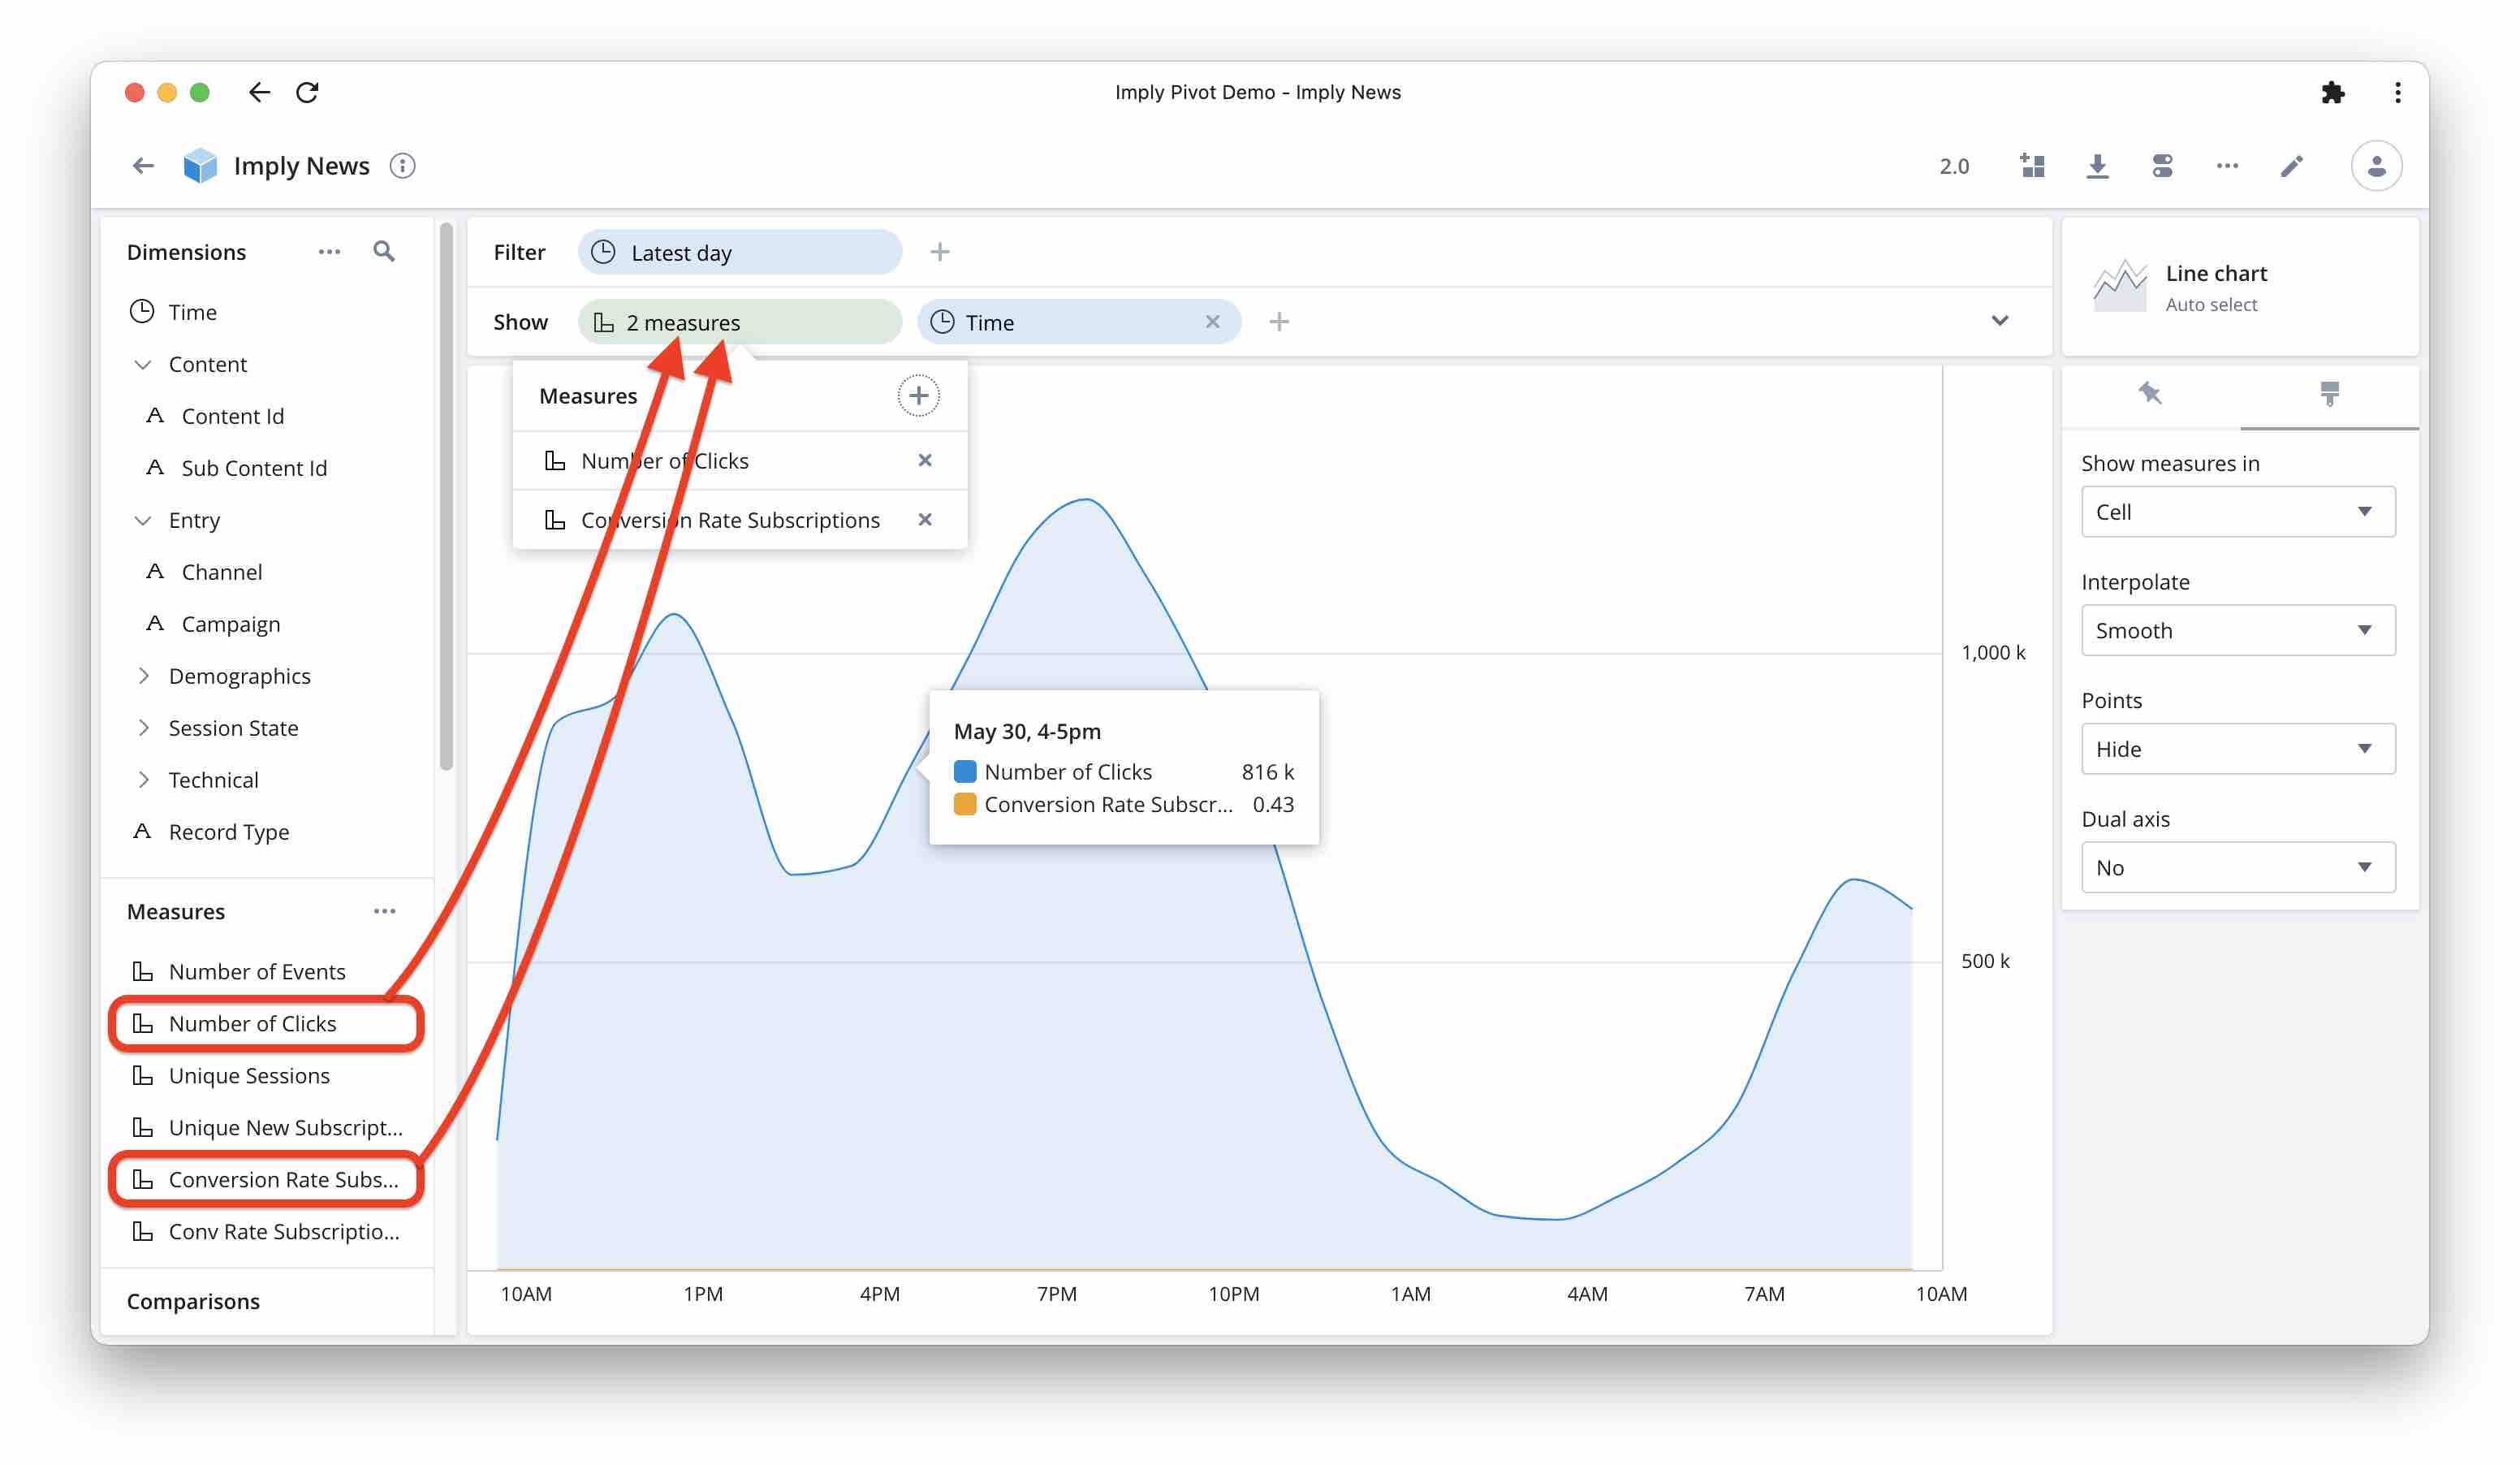 Imply Pivot Demo - Imply News
Imply News
2.0
Dimensions
Time
Content
Content Id
Sub Content Id
Entry
Channel
Campaign
Demographics
Session State
Technical
Record Type
Measures
Number of Events
Number of Clicks
Unique Sessions
Unique New Subscript...
Conversion Rate Subs...
Conv Rate Subscriptio...
Comparisons
Filter
Latest day
Show
2 measures
Time
Measures
Number of Clicks
Conversion Rate Subscriptions
May 30, 4-5pm
Number of Clicks 816 k
Conversion Rate Subscr... 0.43
1,000 k
500 k
10AM 1PM 4PM 7PM 10PM 1AM 4AM 7AM 10AM
Line chart
Auto select
Show measures in
Cell
Interpolate
Smooth
Points
Hide
Dual axis
No